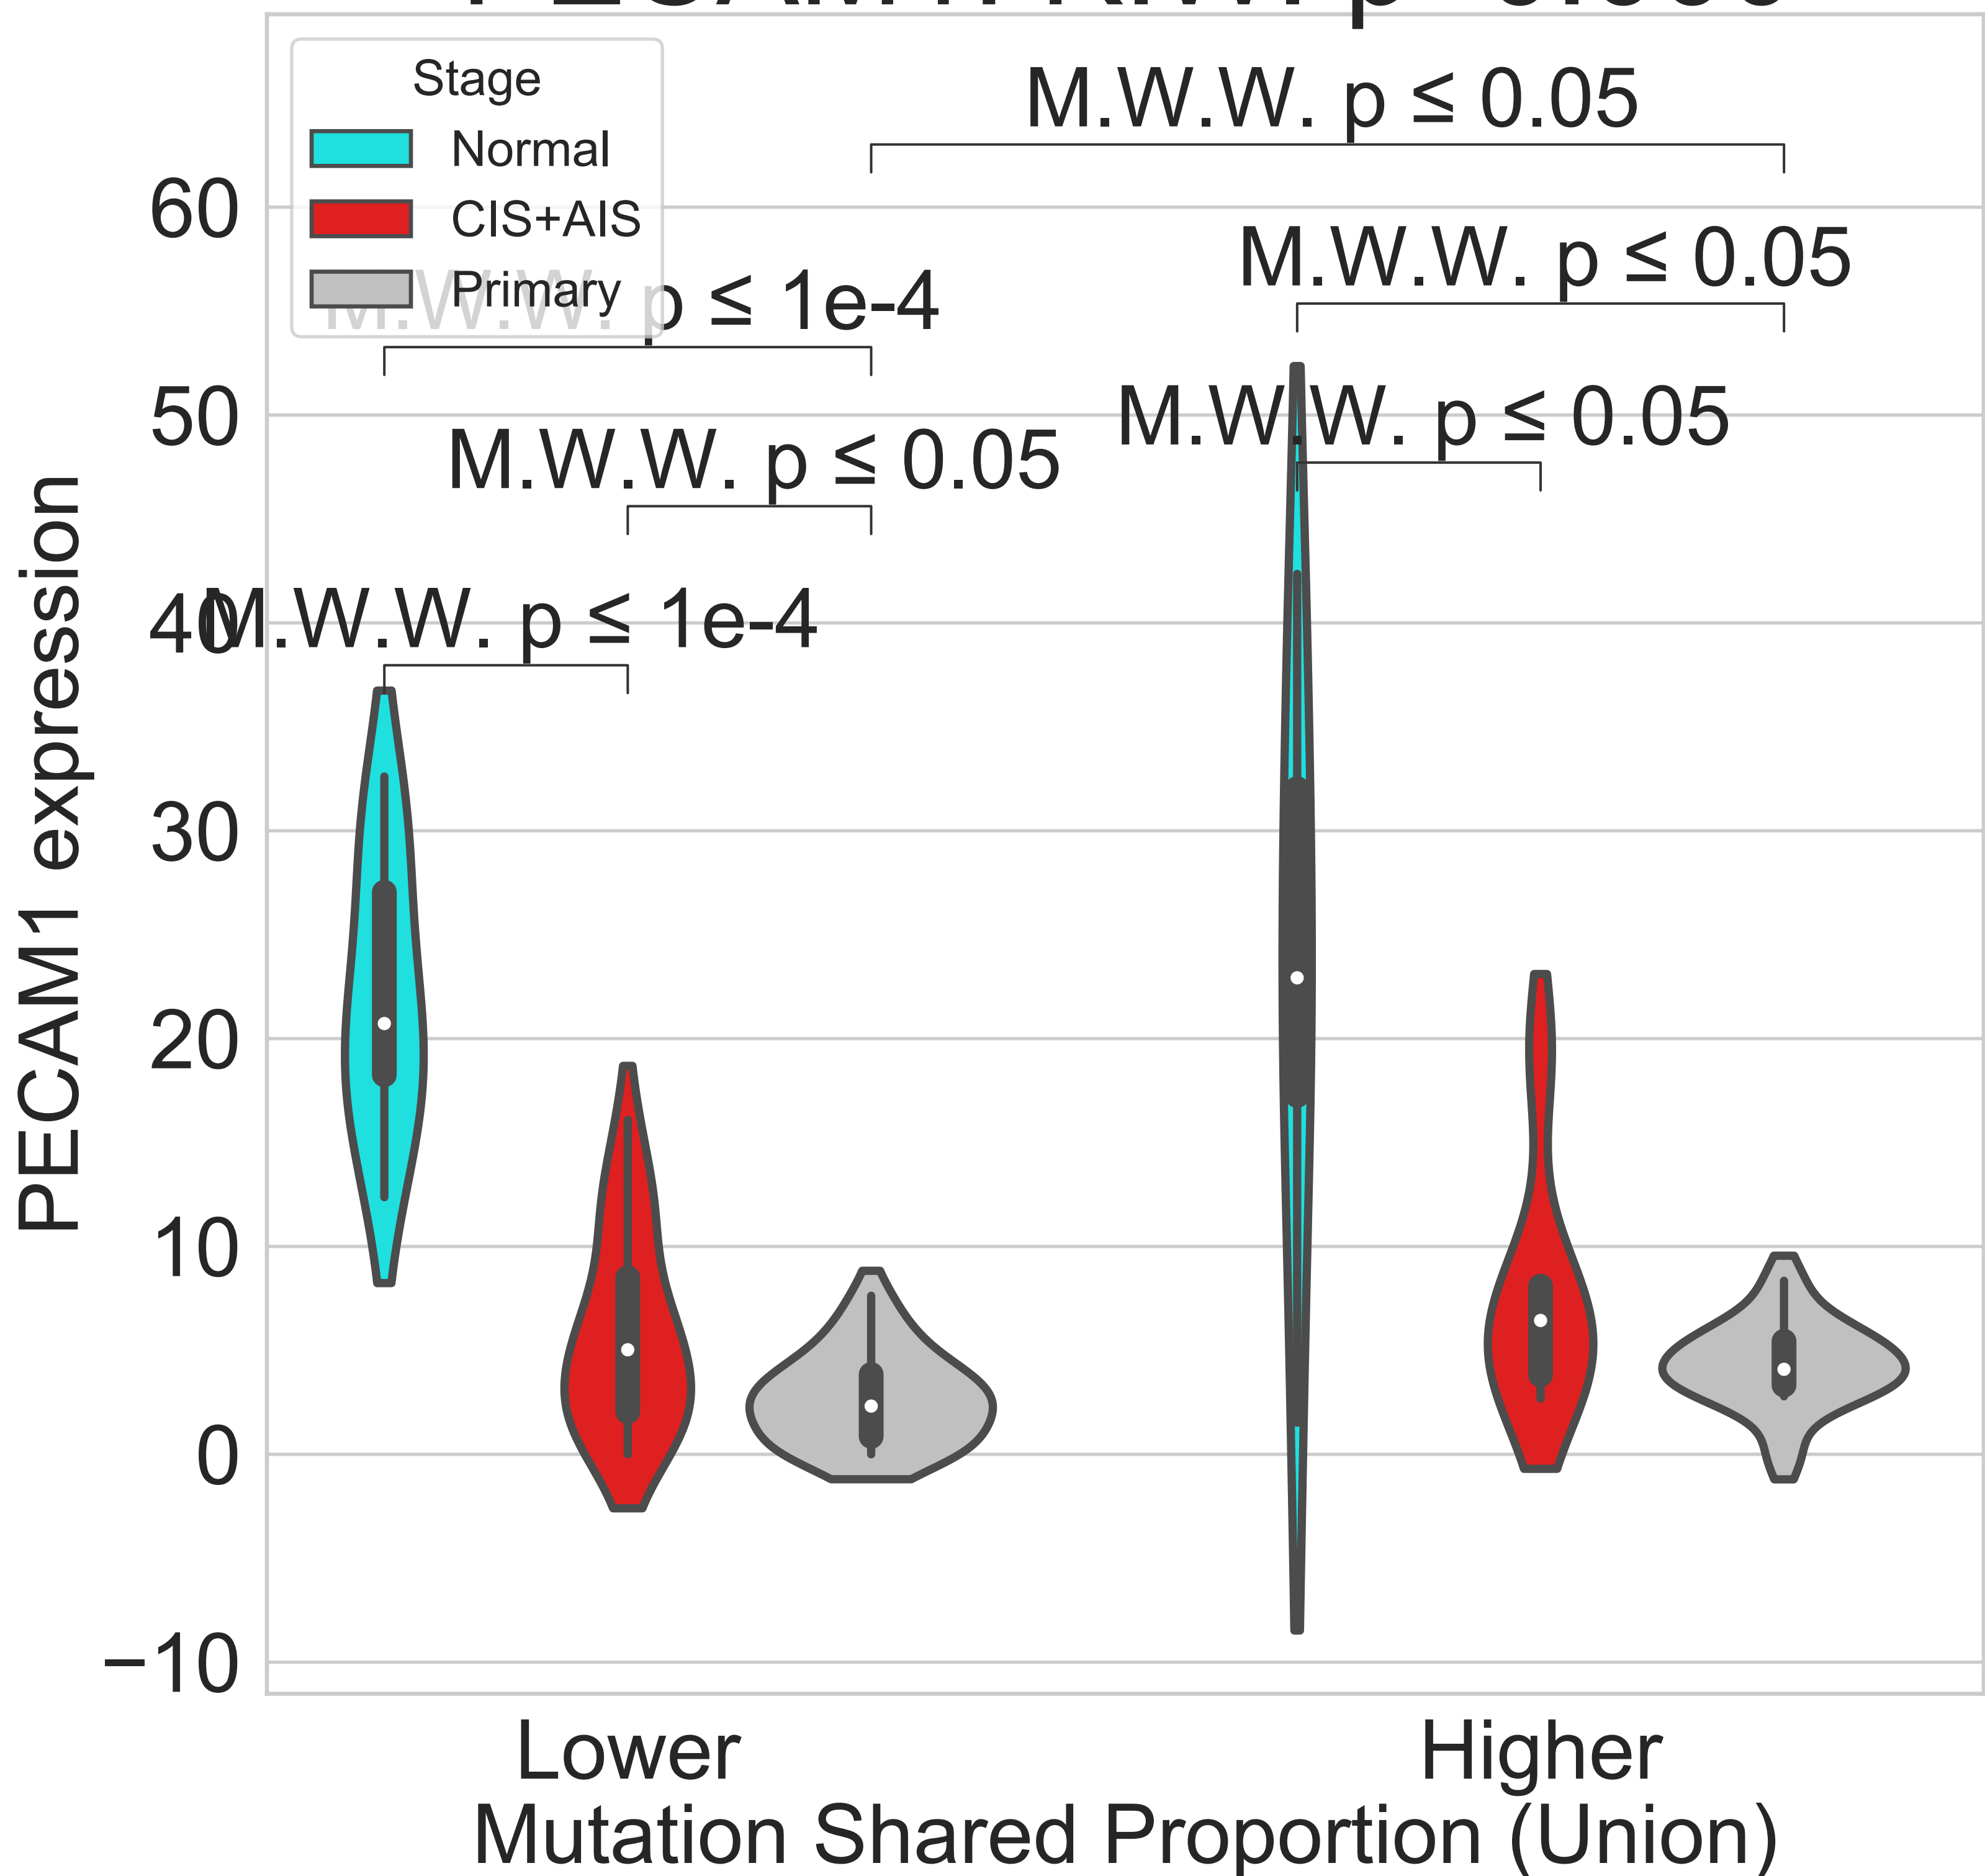 Stage
Normal
CIS+AIS
Primary
M.W.W. p ≤ 0.05
M.W.W. p ≤ 0.05
M.W.W. p ≤ 1e-4
M.W.W. p ≤ 0.05
M.W.W. p ≤ 0.05
M.W.W. p ≤ 1e-4
60
50
40
30
20
10
0
−10
PECAM1 expression
Lower
Higher
Mutation Shared Proportion (Union)